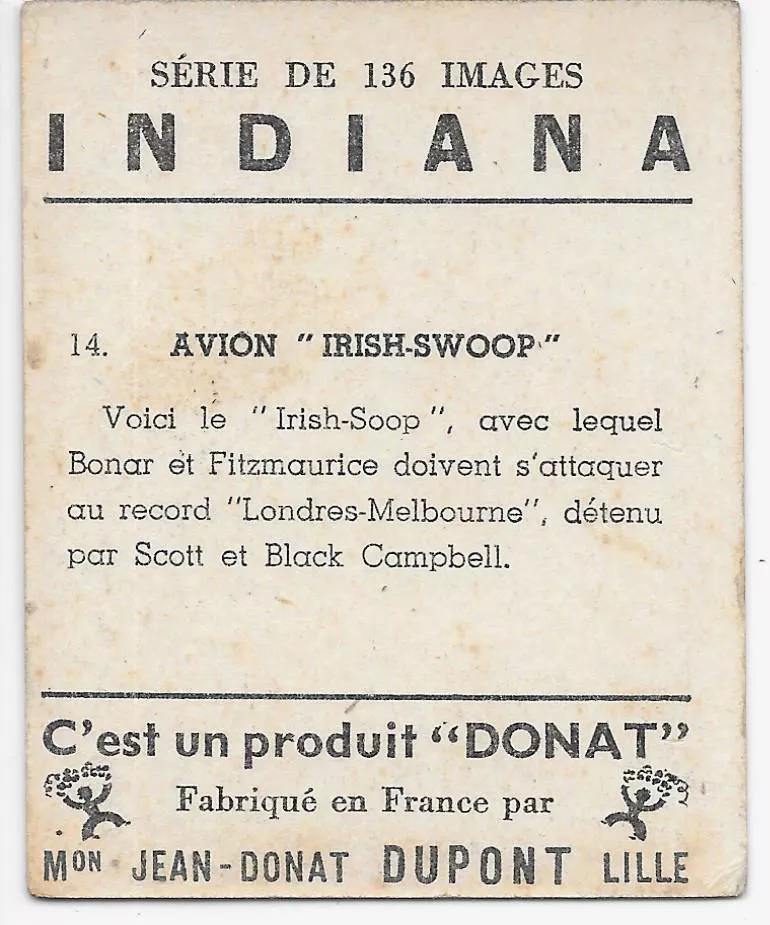 SÉRIE DE 136 IMAGES
INDIANA
14. AVION "IRISH-SWOOP"
Voici le "Irish-Soop", avec lequel
Bonar et Fitzmaurice doivent s'attaquer
au record "Londres-Melbourne", détenu
par Scott et Black Campbell.
C'est un produit "DONAT"
Fabriqué en France par
MON JEAN-DONAT DUPONT LILLE